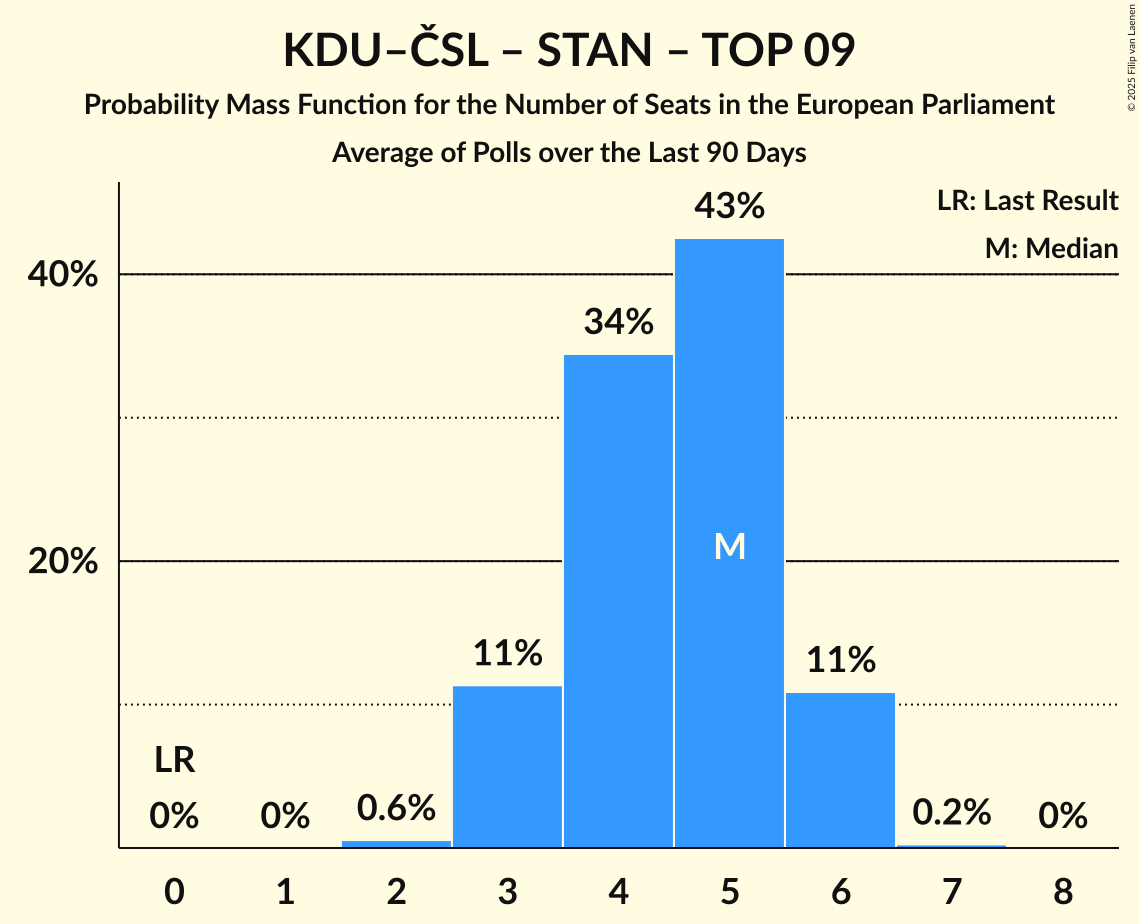 KDU–ČSL – STAN – TOP 09
Probability Mass Function for the Number of Seats in the European Parliament
Average of Polls over the Last 90 Days
© 2025 Filip van Laenen
LR: Last Result
M: Median
43%
40%
34%
M
20%
11%
11%
LR
0%
0%
0.6%
0.2%
0%
0 1 2 3 4 5 6 7 8